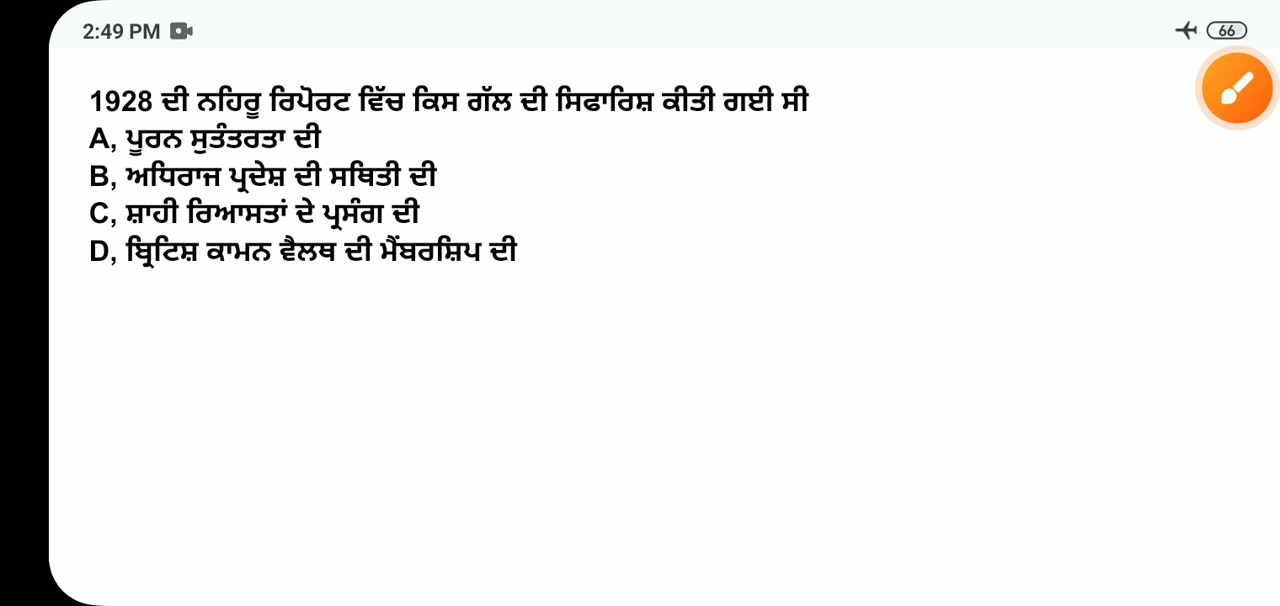 2:49 PM
66
1928 ਦੀ ਨਹਿਰੂ ਰਿਪੋਰਟ ਵਿੱਚ ਕਿਸ ਗੱਲ ਦੀ ਸਿਫਾਰਿਸ਼ ਕੀਤੀ ਗਈ ਸੀ
A, ਪੂਰਨ ਸੁਤੰਤਰਤਾ ਦੀ
B, ਅਧਿਰਾਜ ਪ੍ਰਦੇਸ਼ ਦੀ ਸਥਿਤੀ ਦੀ
C, ਸ਼ਾਹੀ ਰਿਆਸਤਾਂ ਦੇ ਪ੍ਰਸੰਗ ਦੀ
D, ਬ੍ਰਿਟਿਸ਼ ਕਾਮਨ ਵੈਲਥ ਦੀ ਮੈਂਬਰਸ਼ਿਪ ਦੀ